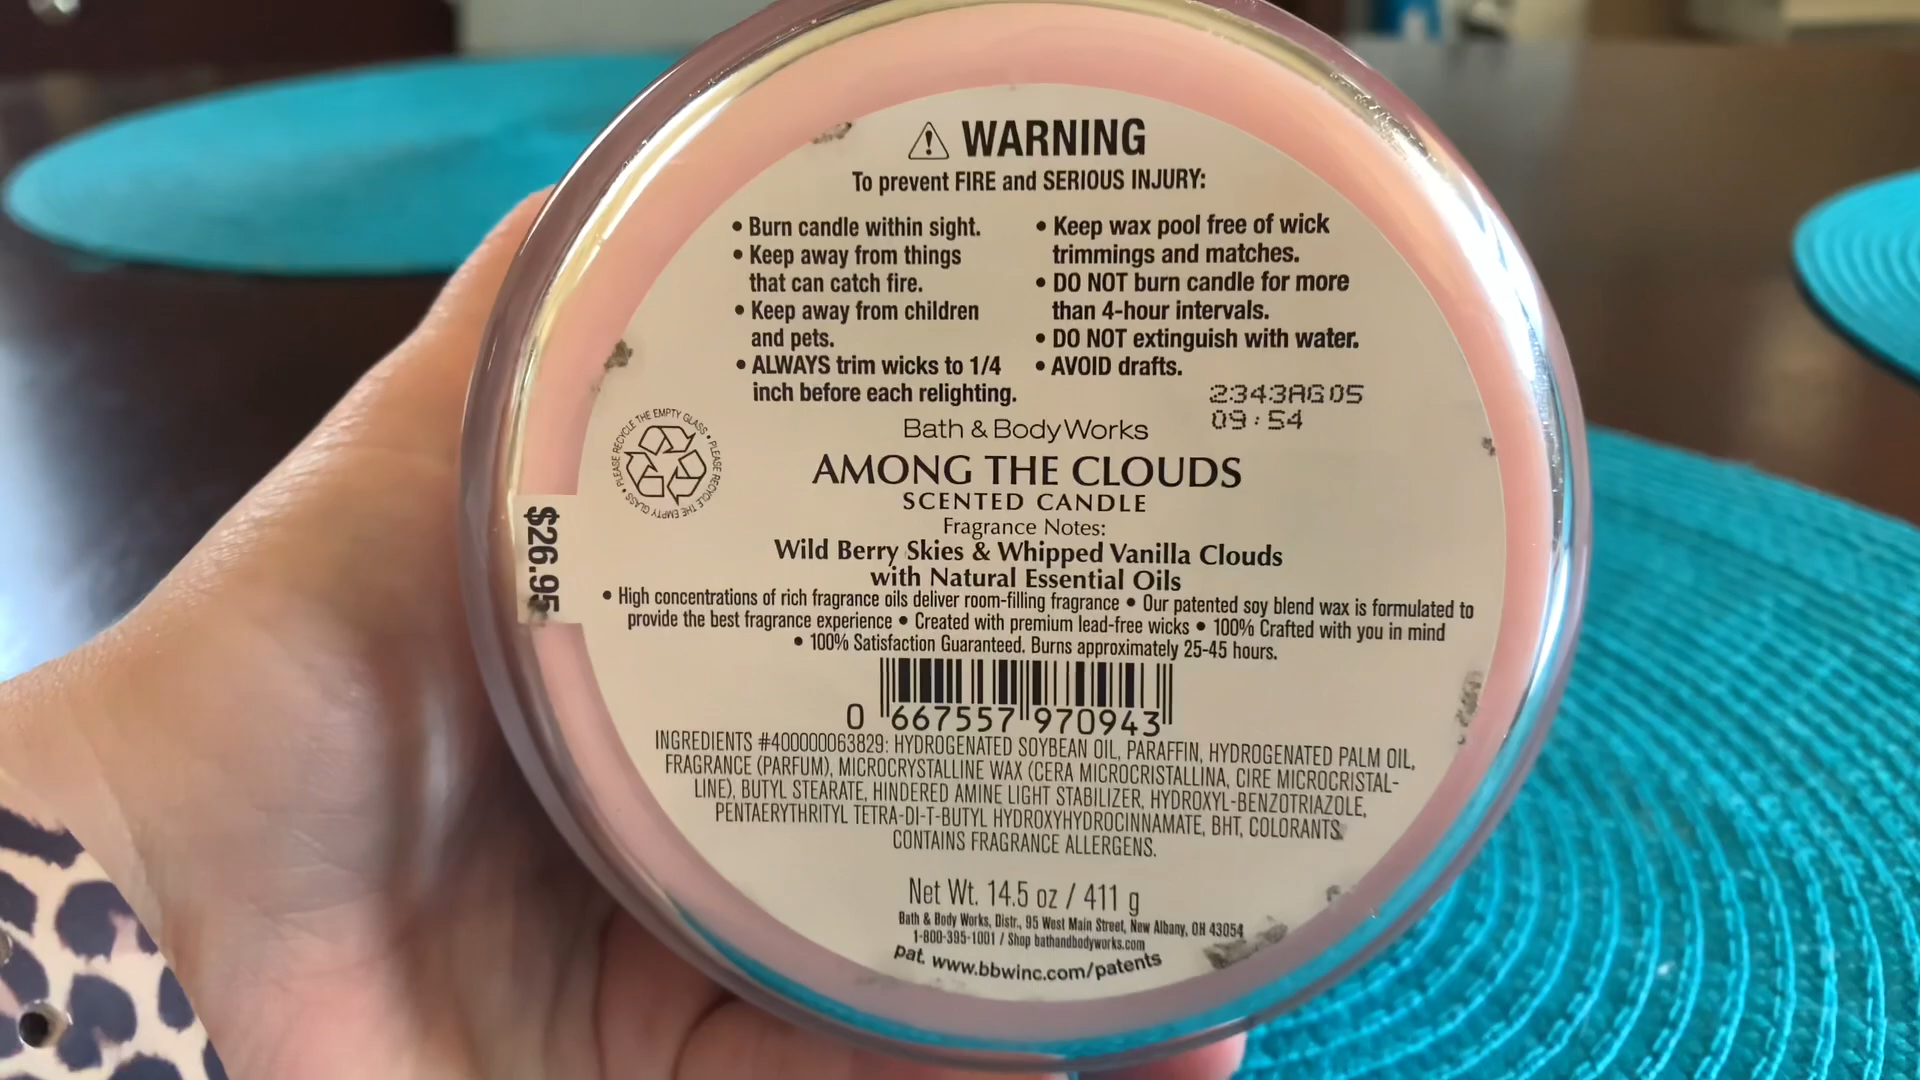 WARNING
To prevent FIRE and SERIOUS INJURY:
• Burn candle within sight.
• Keep away from things
that can catch fire.
• Keep away from children
and pets.
• ALWAYS trim wicks to 1/4
inch before each relighting.
• Keep wax pool free of wick
trimmings and matches.
• DO NOT burn candle for more
than 4-hour intervals.
• DO NOT extinguish with water.
• AVOID drafts.
2343AG05
09:54
PLEASE RECYCLE THE EMPTY GLASS • PLEASE RECYCLE THE EMPTY GLASS •
$26.95
Bath & Body Works
AMONG THE CLOUDS
SCENTED CANDLE
Fragrance Notes:
Wild Berry Skies & Whipped Vanilla Clouds
with Natural Essential Oils
• High concentrations of rich fragrance oils deliver room-filling fragrance • Our patented soy blend wax is formulated to
provide the best fragrance experience • Created with premium lead-free wicks • 100% Crafted with you in mind
• 100% Satisfaction Guaranteed. Burns approximately 25-45 hours.
0 667557 970943
INGREDIENTS #400000063829: HYDROGENATED SOYBEAN OIL, PARAFFIN, HYDROGENATED PALM OIL,
FRAGRANCE (PARFUM), MICROCRYSTALLINE WAX (CERA MICROCRISTALLINA, CIRE MICROCRISTAL-
LINE), BUTYL STEARATE, HINDERED AMINE LIGHT STABILIZER, HYDROXYL-BENZOTRIAZOLE,
PENTAERYTHRITYL TETRA-DI-T-BUTYL HYDROXYHYDROCINNAMATE, BHT, COLORANTS.
CONTAINS FRAGRANCE ALLERGENS.
Net Wt. 14.5 oz / 411 g
Bath & Body Works, Distr., 95 West Main Street, New Albany, OH 43054
1-800-395-1001 / Shop bathandbodyworks.com
pat. www.bbwinc.com/patents